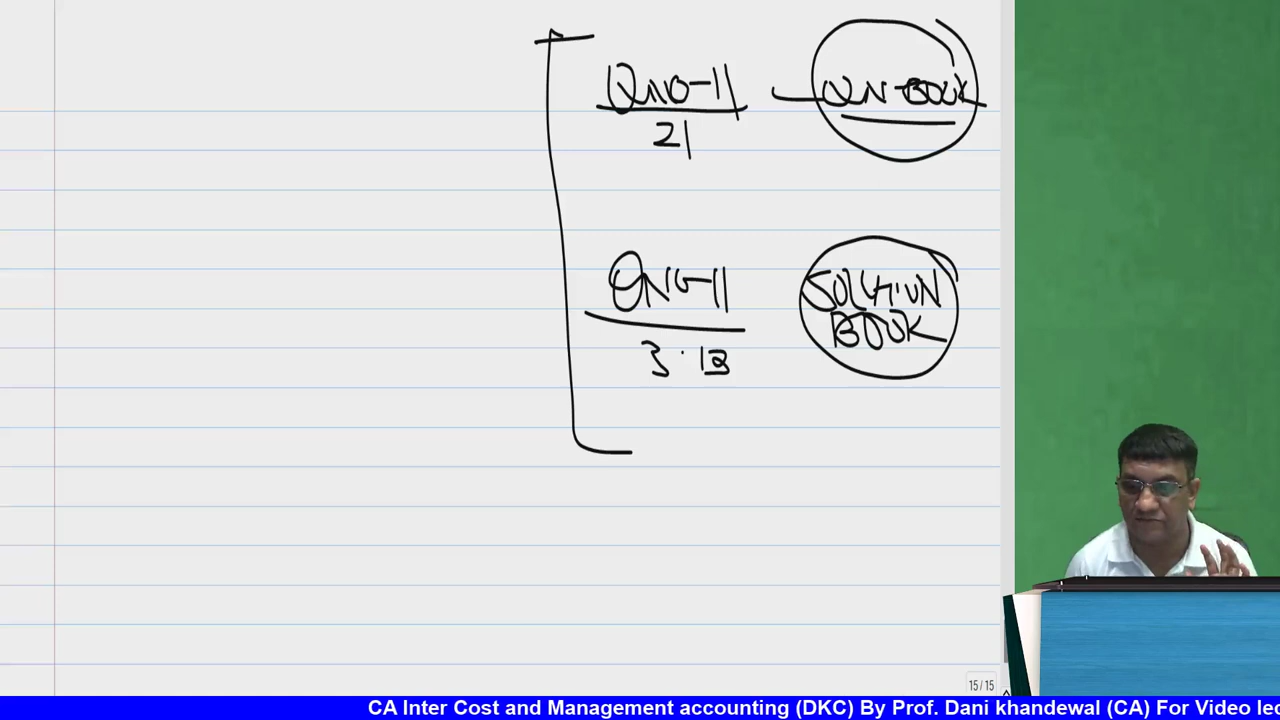 QNO-11 QN-BOOK
21
QNO-11 SOLUTION
BOOK
3.13
15/15
CA Inter Cost and Management accounting (DKC) By Prof. Dani khandewal (CA) For Video lec